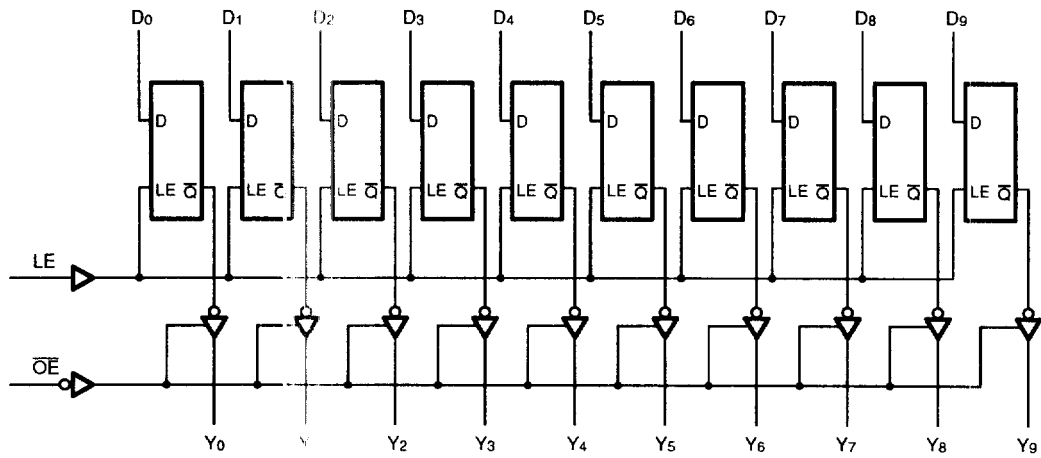 D0 D1 D2 D3 D4 D5 D6 D7 D8 D9
D D D D D D D D D
LE Q̅ LE LE Q̅ LE Q̅ LE Q̅ LE Q̅ LE Q̅ LE Q̅ LE Q̅ LE Q̅
LE
O̅E̅
Y0 Y Y2 Y3 Y4 Y5 Y6 Y7 Y8 Y9